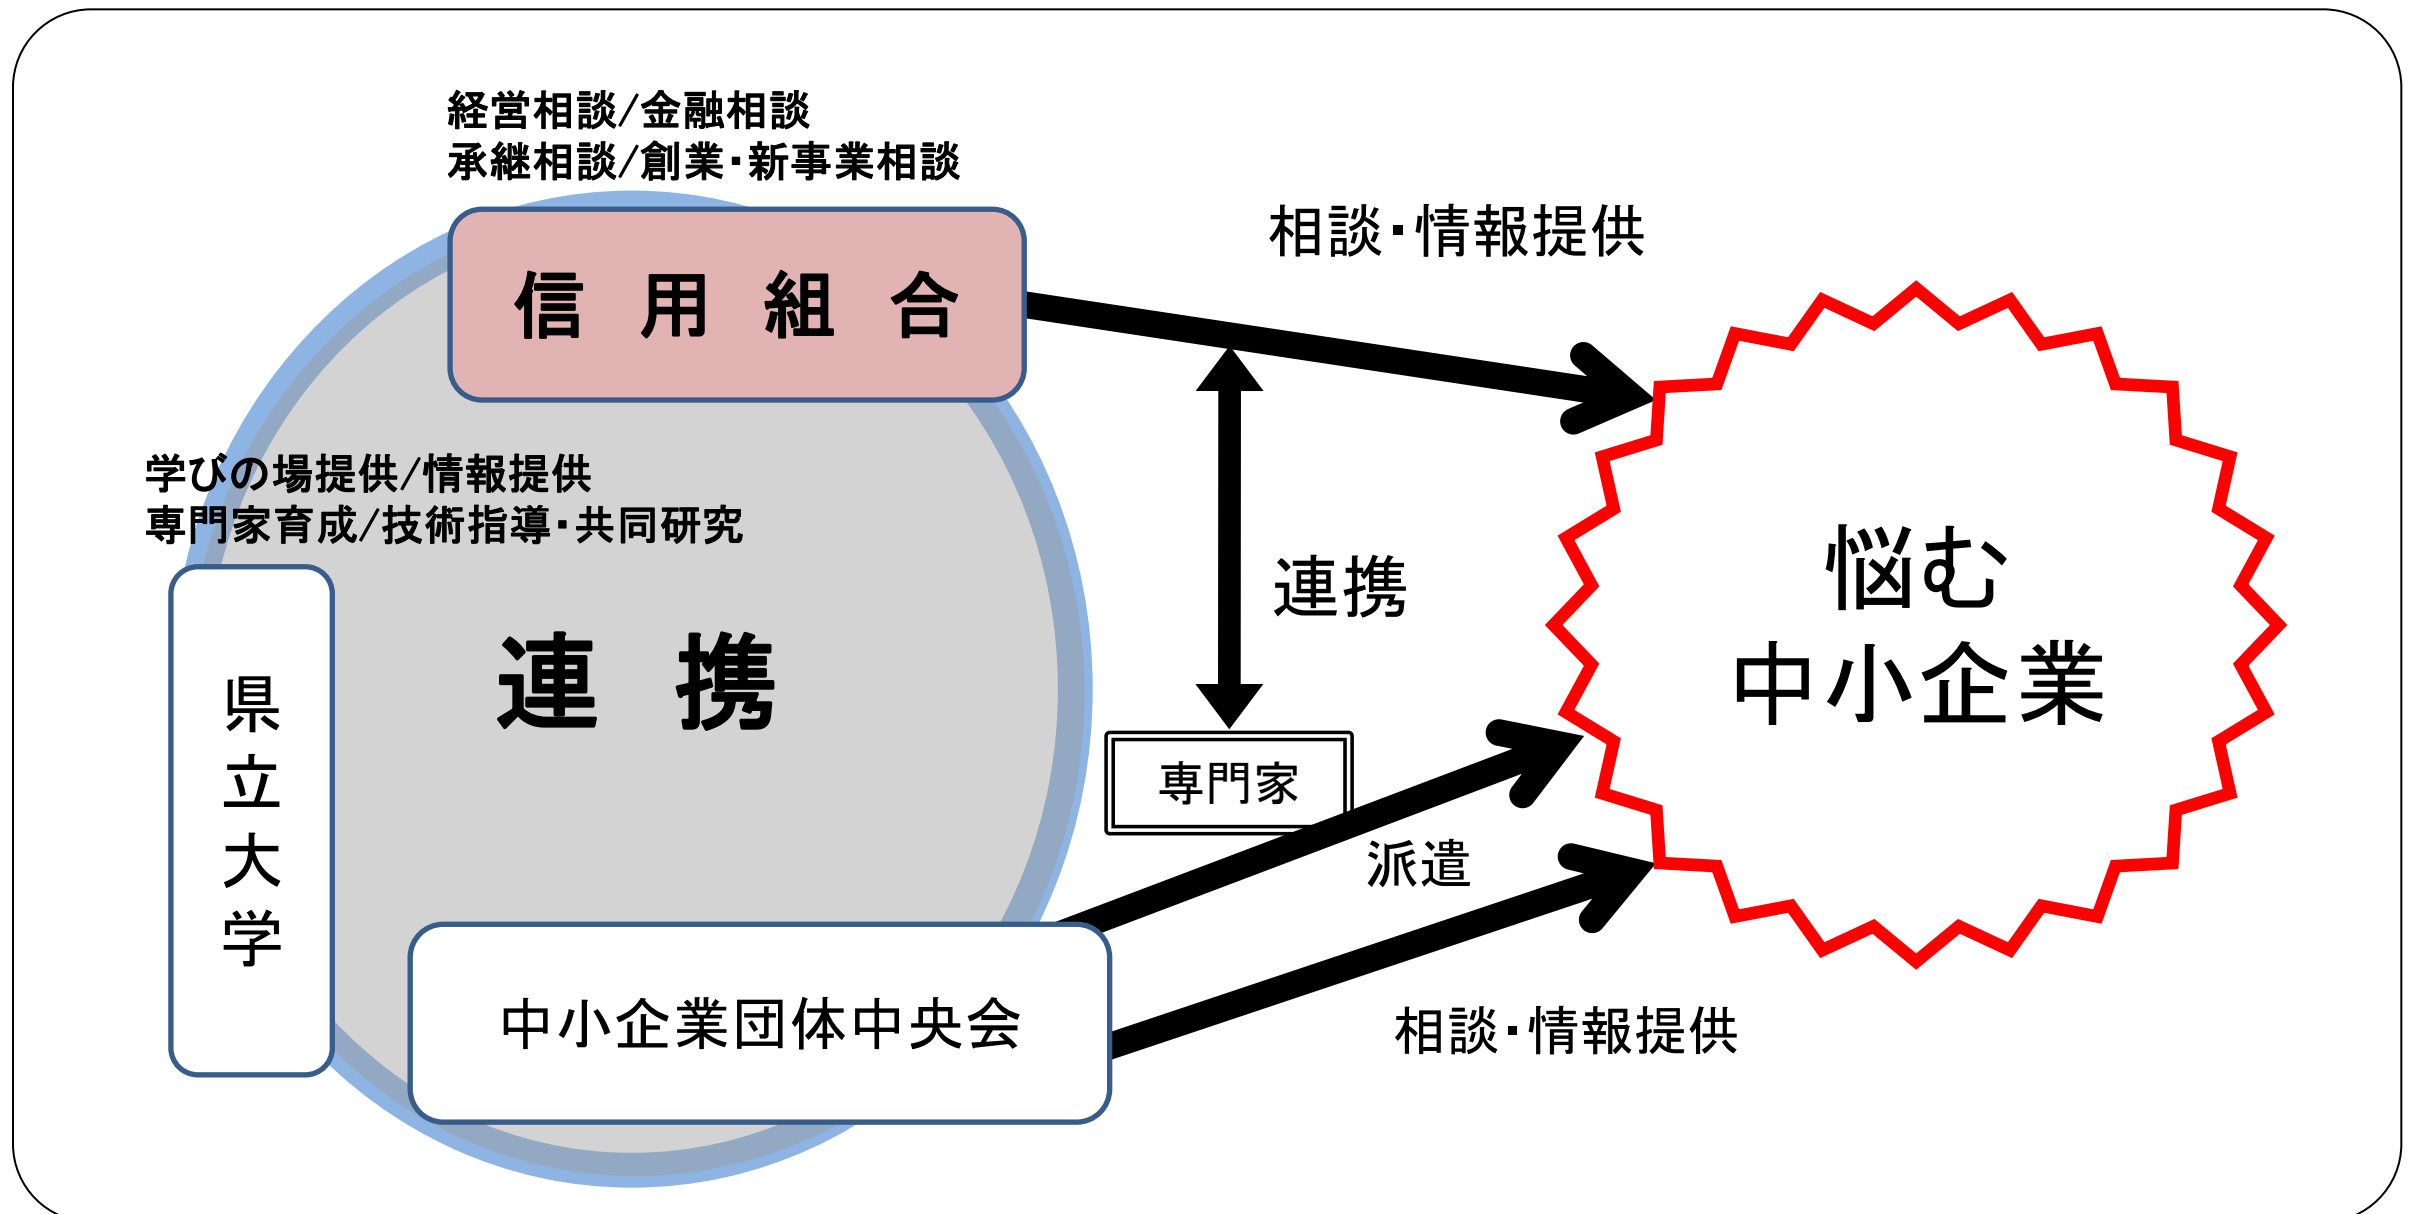 経営相談/金融相談
承継相談/創業・新事業相談
信用組合
相談・情報提供
学びの場提供/情報提供
専門家育成/技術指導・共同研究
連携
悩む
中小企業
県立大学
連携
専門家
派遣
中小企業団体中央会
相談・情報提供